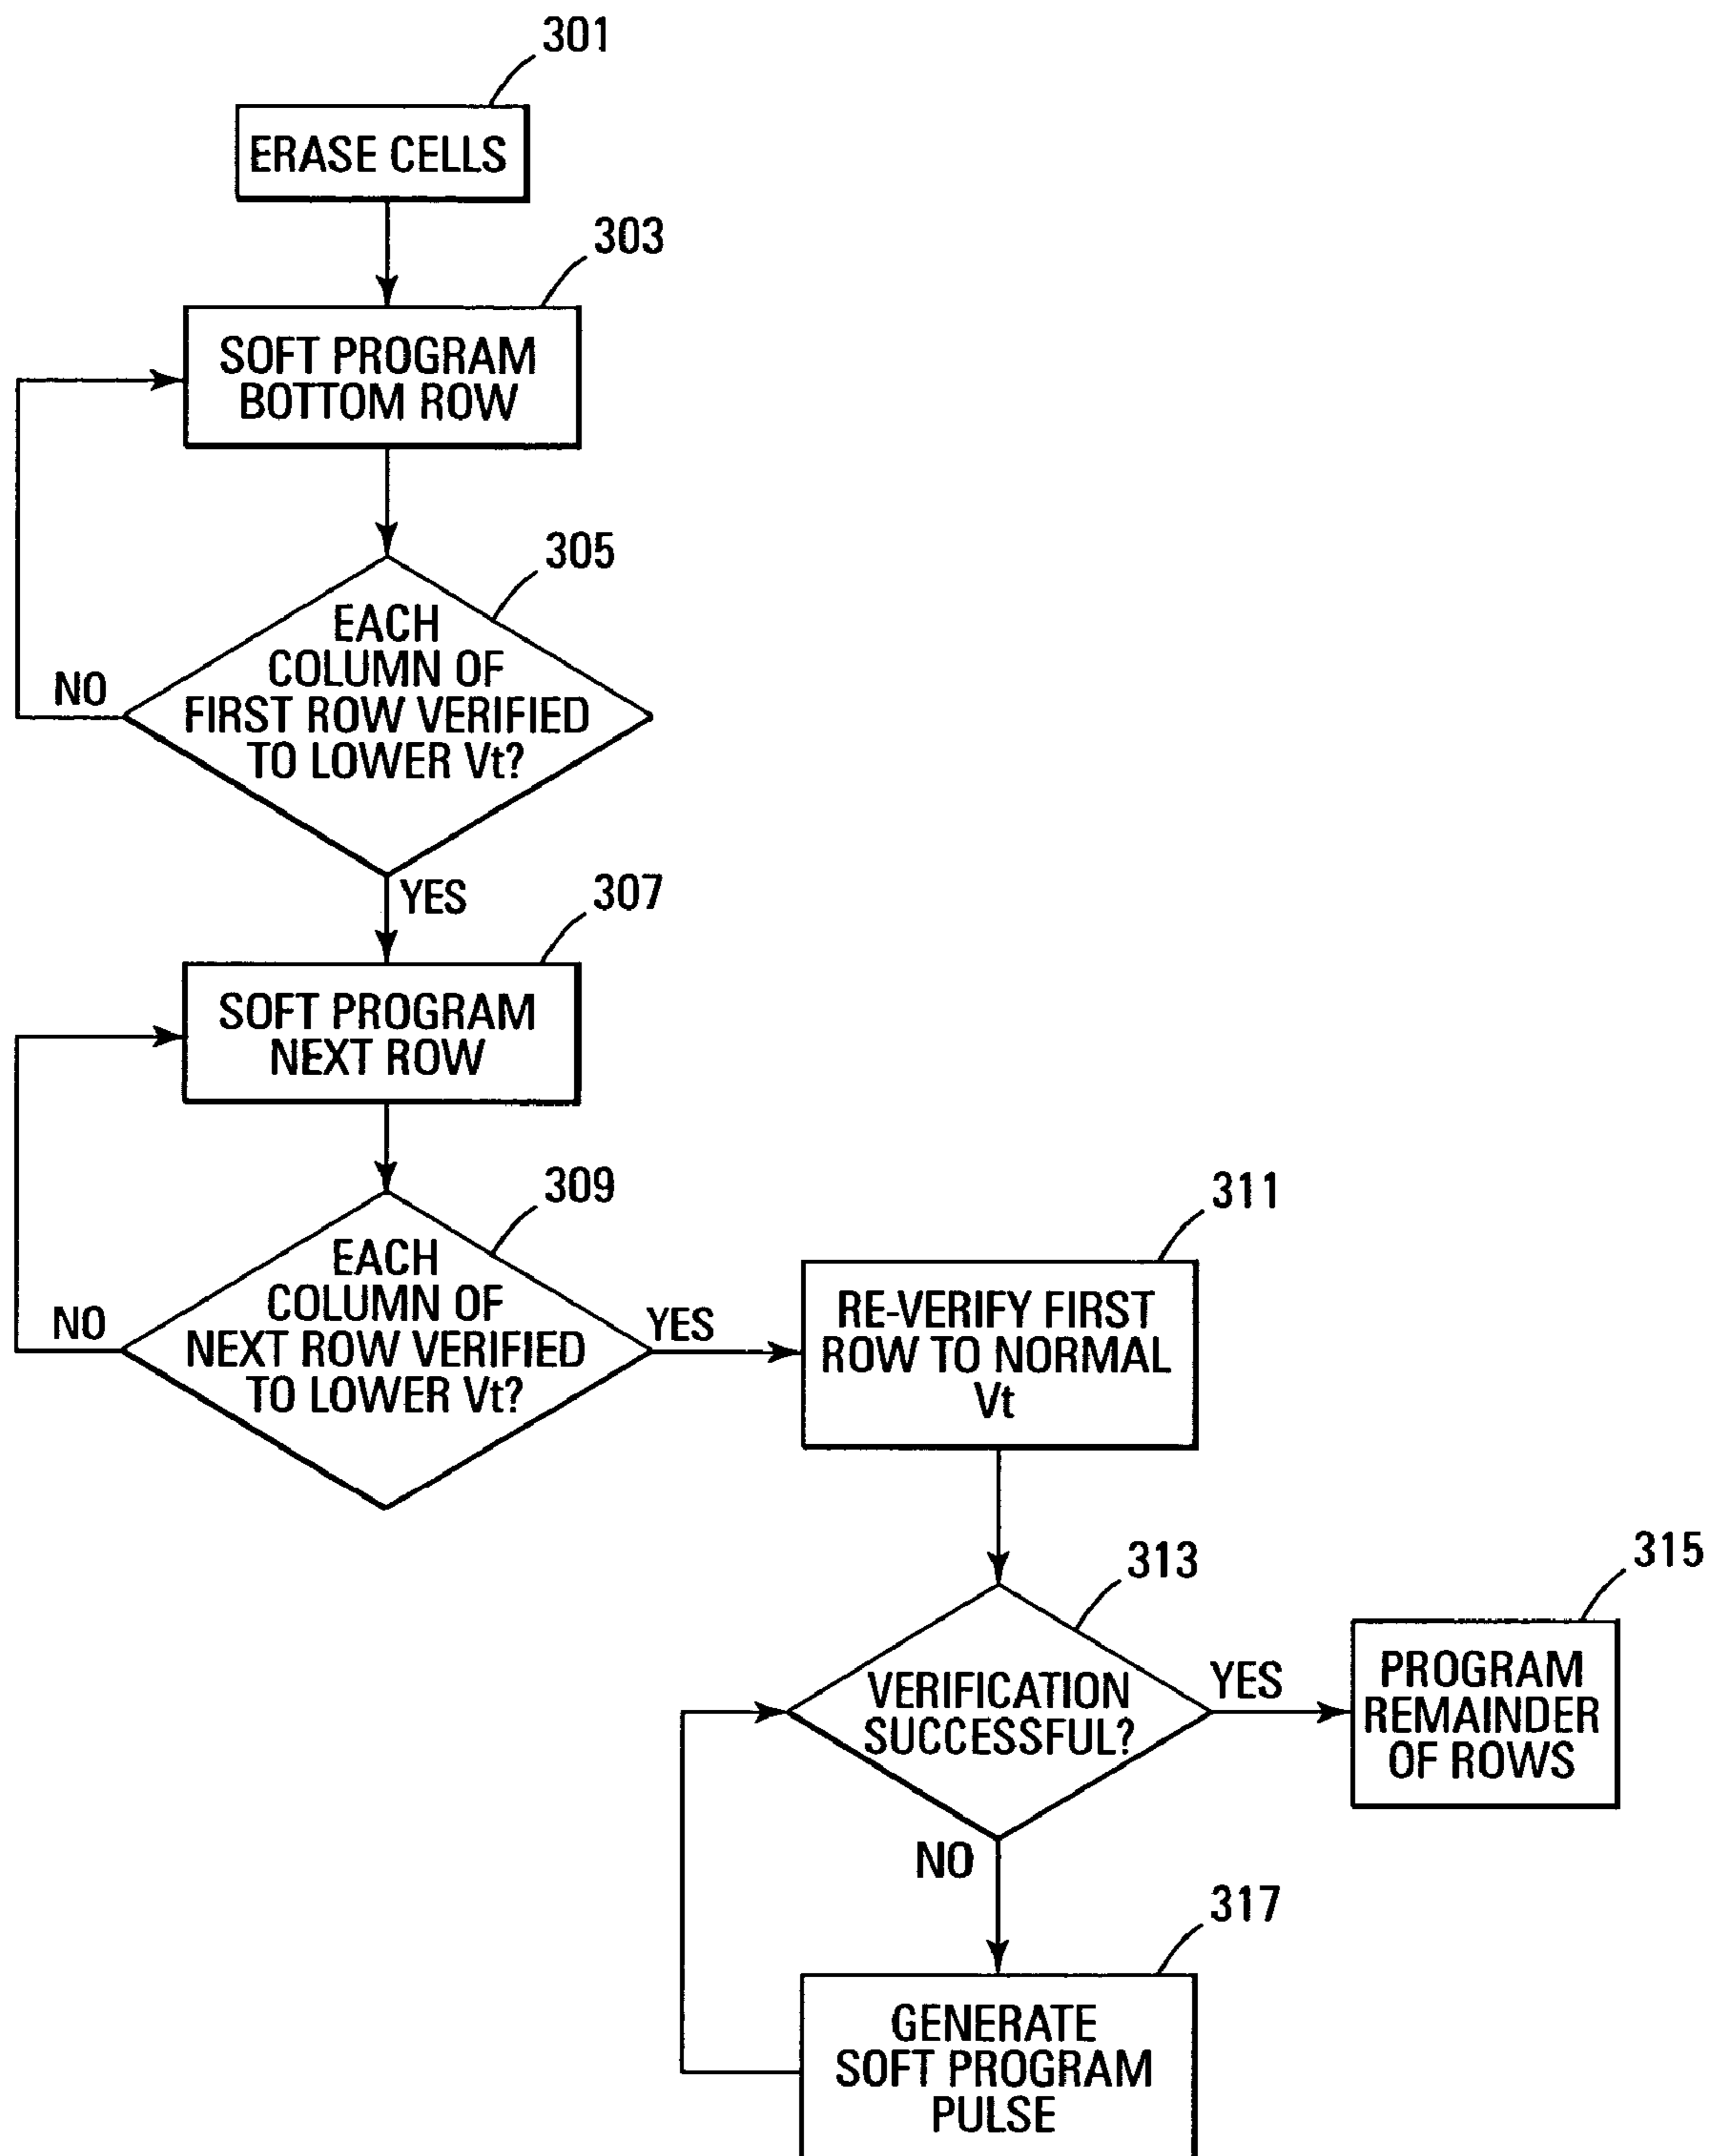 301
ERASE CELLS
303
SOFT PROGRAM
BOTTOM ROW
305
EACH
COLUMN OF
FIRST ROW VERIFIED
TO LOWER Vt?
NO
YES
307
SOFT PROGRAM
NEXT ROW
309
EACH
COLUMN OF
NEXT ROW VERIFIED
TO LOWER Vt?
NO
YES
311
RE-VERIFY FIRST
ROW TO NORMAL
Vt
313
VERIFICATION
SUCCESSFUL?
YES
315
PROGRAM
REMAINDER
OF ROWS
NO
317
GENERATE
SOFT PROGRAM
PULSE